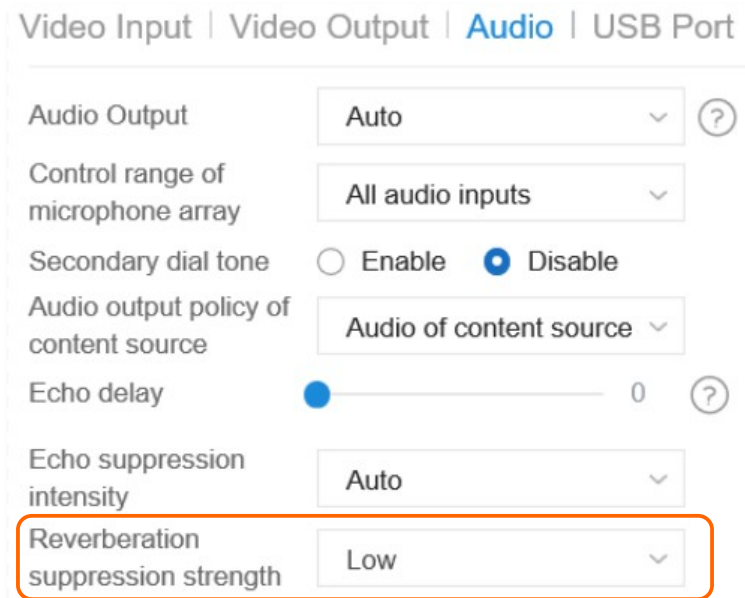 Video Input | Video Output | Audio | USB Port
Audio Output Auto ?
Control range of
microphone array All audio inputs
Secondary dial tone Enable Disable
Audio output policy of
content source Audio of content source
Echo delay 0 ?
Echo suppression
intensity Auto
Reverberation
suppression strength Low